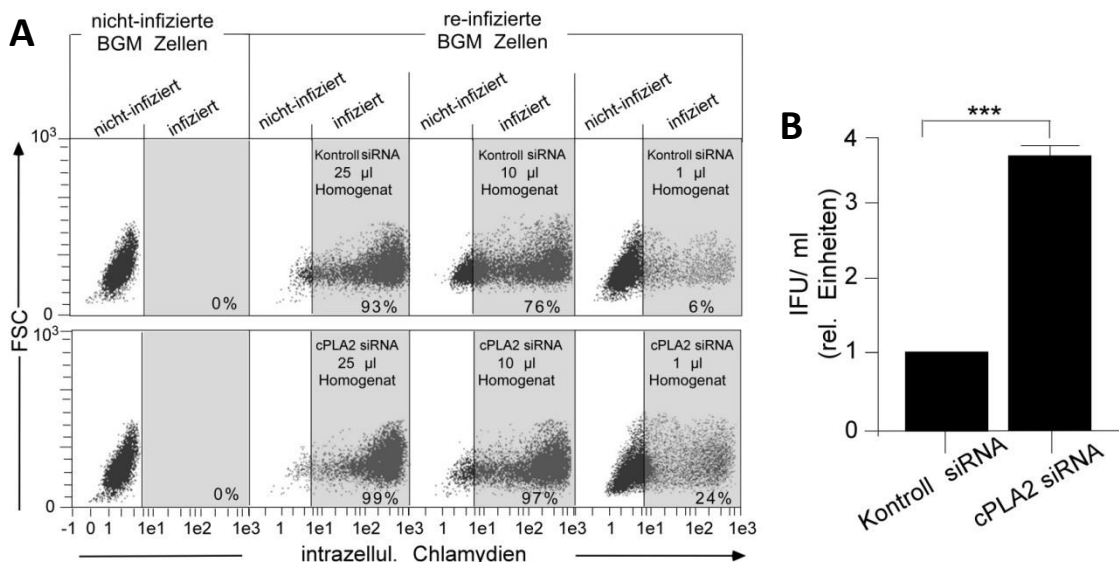 A
nicht-infizierte
BGM Zellen
re-infizierte
BGM Zellen
nicht-infiziert
infiziert
nicht-infiziert
infiziert
nicht-infiziert
infiziert
nicht-infiziert
infiziert
10³
0
Kontroll siRNA
25 µl
Homogenat
Kontroll siRNA
10 µl
Homogenat
Kontroll siRNA
1 µl
Homogenat
0%
93%
76%
6%
FSC
10³
0
cPLA2 siRNA
25 µl
Homogenat
cPLA2 siRNA
10 µl
Homogenat
cPLA2 siRNA
1 µl
Homogenat
0%
99%
97%
24%
-1 0 1 1e1 1e2 1e3 1 1e1 1e2 1e3 1 1e1 1e2 1e3 1 1e1 1e2 1e3
intrazellul. Chlamydien
B
***
IFU/ ml
(rel. Einheiten)
4
3
2
1
0
Kontroll siRNA
cPLA2 siRNA